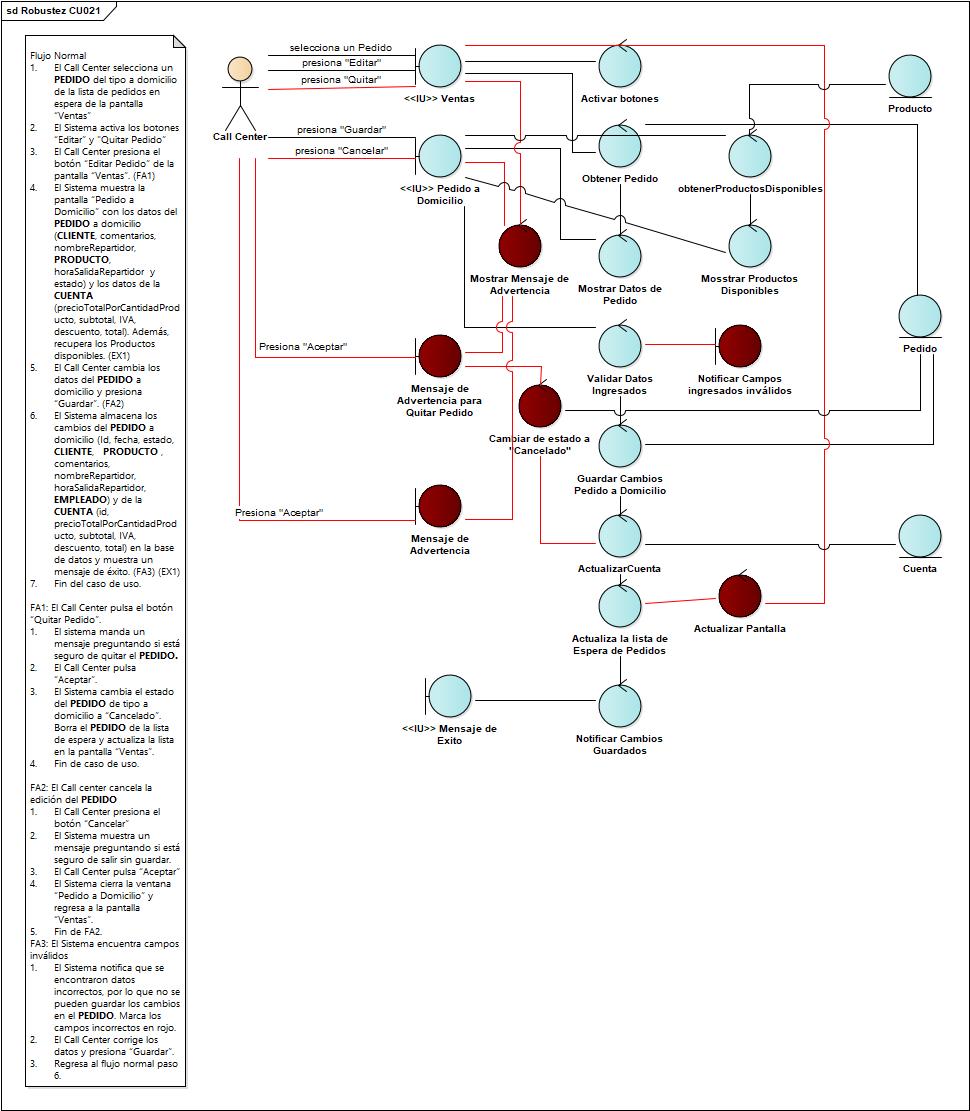 sd Robustez CU021
Flujo Normal
1. El Call Center selecciona un
PEDIDO del tipo a domicilio
de la lista de pedidos en
espera de la pantalla
"Ventas"
2. El Sistema activa los botones
"Editar" y "Quitar Pedido"
3. El Call Center presiona el
botón "Editar Pedido" de la
pantalla "Ventas". (FA1)
4. El Sistema muestra la
pantalla "Pedido a
Domicilio" con los datos del
PEDIDO a domicilio
(CLIENTE, comentarios,
nombreRepartidor,
PRODUCTO,
horaSalidaRepartidor y
estado) y los datos de la
CUENTA
(precioTotalPorCantidadProd
ucto, subtotal, IVA,
descuento, total). Además,
recupera los Productos
disponibles. (EX1)
5. El Call Center cambia los
datos del PEDIDO a
domicilio y presiona
"Guardar". (FA2)
6. El Sistema almacena los
cambios del PEDIDO a
domicilio (Id, fecha, estado,
CLIENTE, PRODUCTO ,
comentarios,
nombreRepartidor,
horaSalidaRepartidor,
EMPLEADO) y de la
CUENTA (id,
precioTotalPorCantidadProd
ucto, subtotal, IVA,
descuento, total) en la base
de datos y muestra un
mensaje de éxito. (FA3) (EX1)
7. Fin del caso de uso.
FA1: El Call Center pulsa el botón
"Quitar Pedido".
1. El sistema manda un
mensaje preguntando si está
seguro de quitar el PEDIDO.
2. El Call Center pulsa
"Aceptar".
3. El Sistema cambia el estado
del PEDIDO de tipo a
domicilio a "Cancelado".
Borra el PEDIDO de la lista
de espera y actualiza la lista
en la pantalla "Ventas".
4. Fin de caso de uso.
FA2: El Call center cancela la
edición del PEDIDO
1. El Call Center presiona el
botón "Cancelar"
2. El Sistema muestra un
mensaje preguntando si está
seguro de salir sin guardar.
3. El Call Center pulsa "Aceptar"
4. El Sistema cierra la ventana
"Pedido a Domicilio" y
regresa a la pantalla
"Ventas".
5. Fin de FA2.
FA3: El Sistema encuentra campos
inválidos
1. El Sistema notifica que se
encontraron datos
incorrectos, por lo que no se
pueden guardar los cambios
en el PEDIDO. Marca los
campos incorrectos en rojo.
2. El Call Center corrige los
datos y presiona "Guardar".
3. Regresa al flujo normal paso
6.
selecciona un Pedido
presiona "Editar"
presiona "Quitar"
<<IU>> Ventas
Activar botones
Producto
Call Center
presiona "Guardar"
presiona "Cancelar"
<<IU>> Pedido a
Domicilio
Obtener Pedido
obtenerProductosDisponibles
Mostrar Mensaje de
Advertencia
Mostrar Datos de
Pedido
Mosstrar Productos
Disponibles
Pedido
Presiona "Aceptar"
Mensaje de
Advertencia para
Quitar Pedido
Validar Datos
Ingresados
Notificar Campos
ingresados inválidos
Cambiar de estado a
"Cancelado"
Guardar Cambios
Pedido a Domicilio
Presiona "Aceptar"
Mensaje de
Advertencia
ActualizarCuenta
Cuenta
Actualiza la lista de
Espera de Pedidos
Actualizar Pantalla
<<IU>> Mensaje de
Exito
Notificar Cambios
Guardados